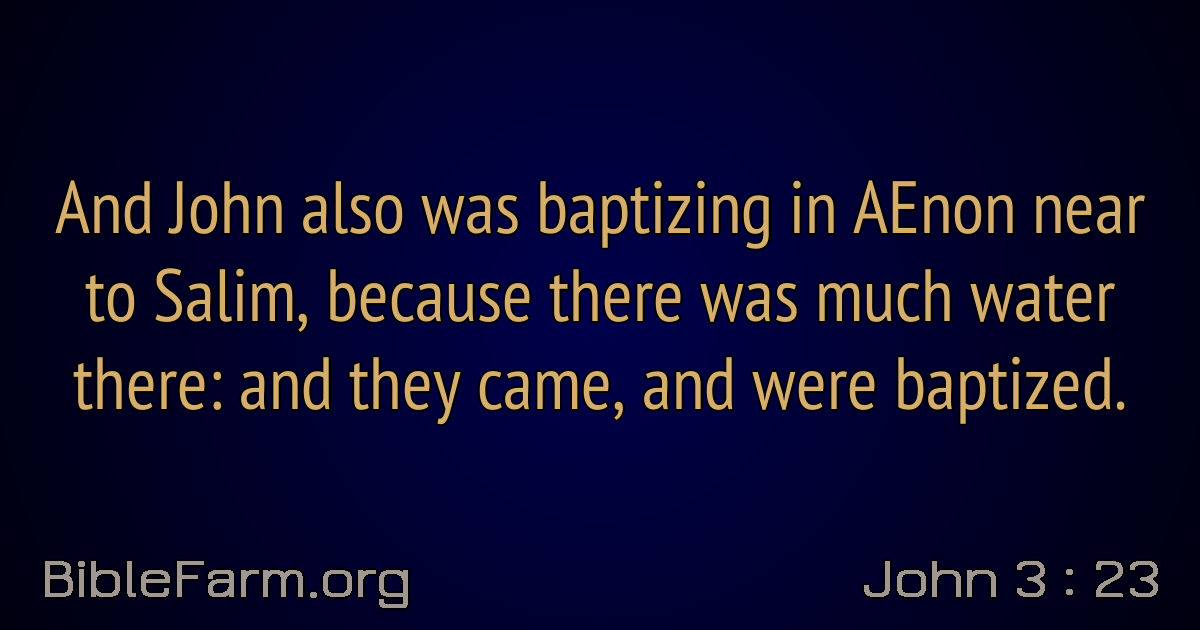 And John also was baptizing in AEnon near
to Salim, because there was much water
there: and they came, and were baptized.
BibleFarm.org
John 3 : 23